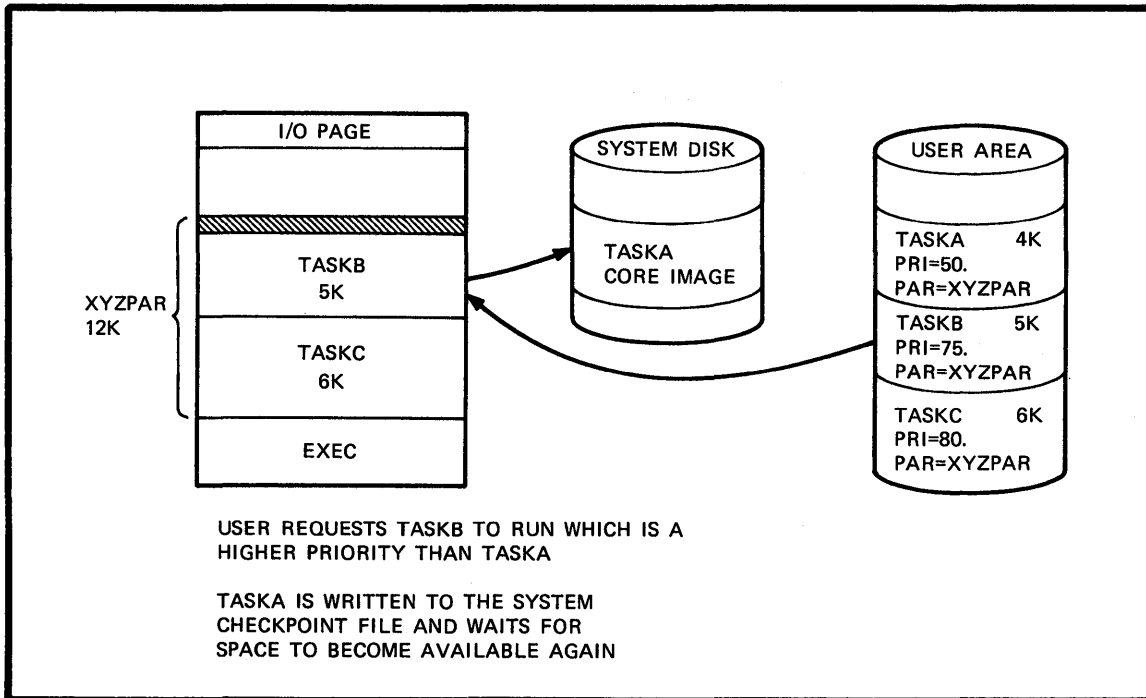 I/O PAGE
TASKB
5K
TASKC
6K
EXEC
XYZPAR
12K
SYSTEM DISK
TASKA
CORE IMAGE
USER AREA
TASKA 4K
PRI=50.
PAR=XYZPAR
TASKB 5K
PRI=75.
PAR=XYZPAR
TASKC 6K
PRI=80.
PAR=XYZPAR
USER REQUESTS TASKB TO RUN WHICH IS A
HIGHER PRIORITY THAN TASKA
TASKA IS WRITTEN TO THE SYSTEM
CHECKPOINT FILE AND WAITS FOR
SPACE TO BECOME AVAILABLE AGAIN